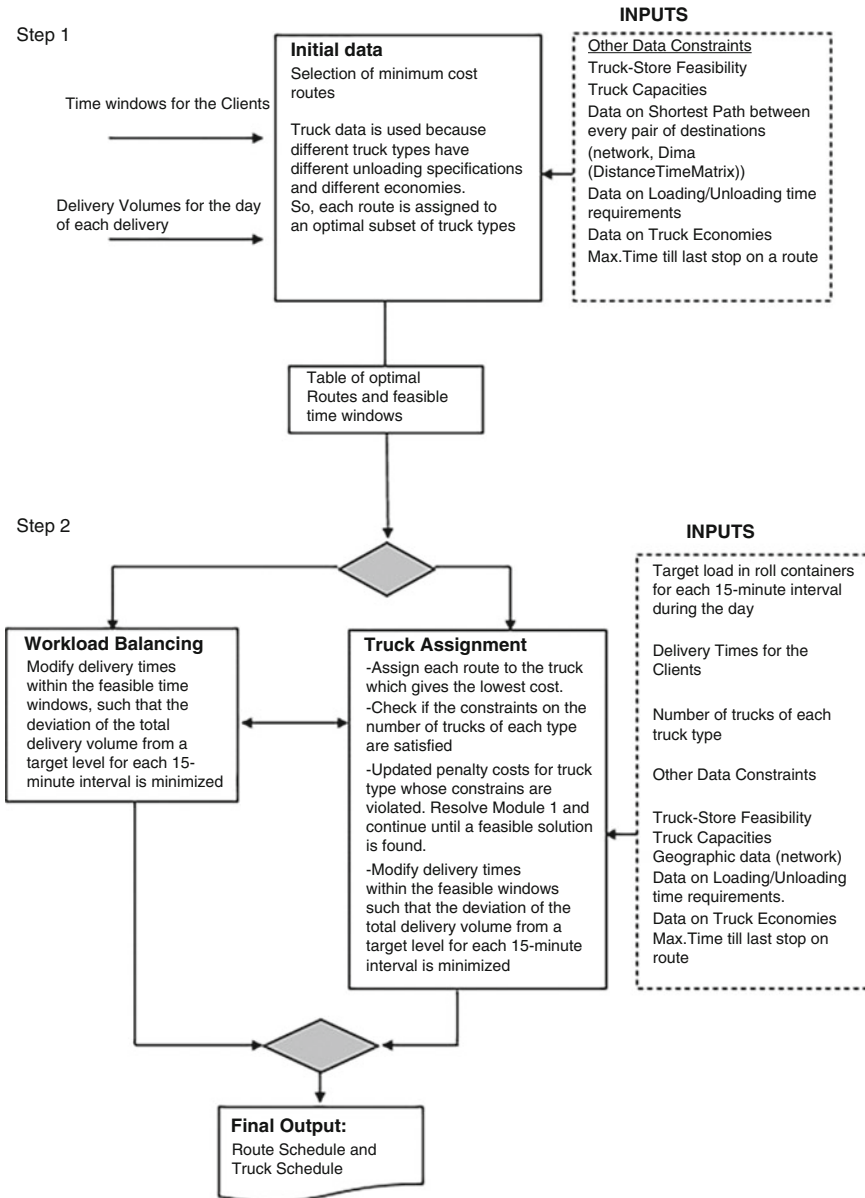 Step 1
Time windows for the Clients
Delivery Volumes for the day
of each delivery
Initial data
Selection of minimum cost
routes
Truck data is used because
different truck types have
different unloading specifications
and different economies.
So, each route is assigned to
an optimal subset of truck types
INPUTS
Other Data Constraints
Truck-Store Feasibility
Truck Capacities
Data on Shortest Path between
every pair of destinations
(network, Dima
(DistanceTimeMatrix))
Data on Loading/Unloading time
requirements
Data on Truck Economies
Max.Time till last stop on a route
Table of optimal
Routes and feasible
time windows
Step 2
Workload Balancing
Modify delivery times
within the feasible time
windows, such that the
deviation of the total
delivery volume from a
target level for each 15-
minute interval is minimized
Truck Assignment
-Assign each route to the truck
which gives the lowest cost.
-Check if the constraints on the
number of trucks of each type
are satisfied
-Updated penalty costs for truck
type whose constrains are
violated. Resolve Module 1 and
continue until a feasible solution
is found.
-Modify delivery times
within the feasible windows
such that the deviation of the
total delivery volume from a
target level for each 15-minute
interval is minimized
INPUTS
Target load in roll containers
for each 15-minute interval
during the day
Delivery Times for the
Clients
Number of trucks of each
truck type
Other Data Constraints
Truck-Store Feasibility
Truck Capacities
Geographic data (network)
Data on Loading/Unloading
time requirements.
Data on Truck Economies
Max.Time till last stop on
route
Final Output:
Route Schedule and
Truck Schedule